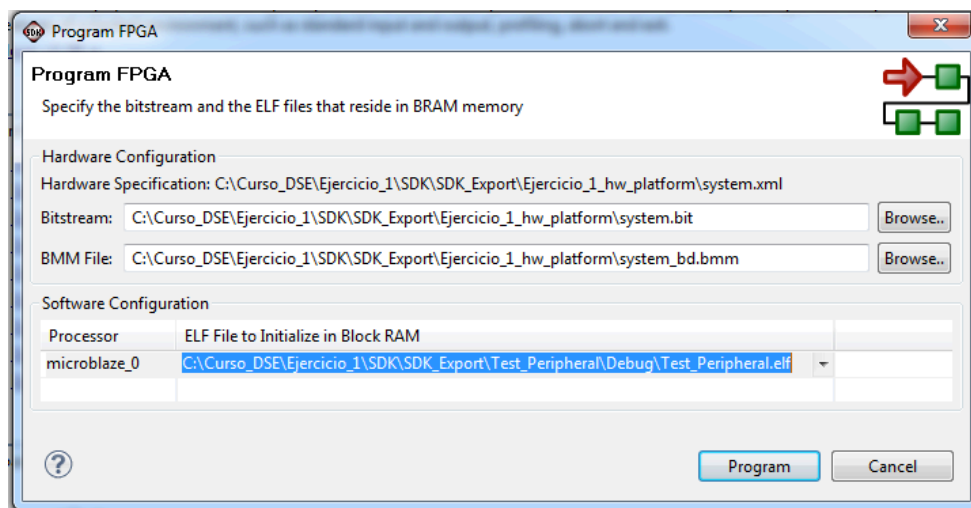 SDK Program FPGA
Program FPGA
Specify the bitstream and the ELF files that reside in BRAM memory
Hardware Configuration
Hardware Specification: C:\Curso_DSE\Ejercicio_1\SDK\SDK_Export\Ejercicio_1_hw_platform\system.xml
Bitstream: C:\Curso_DSE\Ejercicio_1\SDK\SDK_Export\Ejercicio_1_hw_platform\system.bit Browse..
BMM File: C:\Curso_DSE\Ejercicio_1\SDK\SDK_Export\Ejercicio_1_hw_platform\system_bd.bmm Browse..
Software Configuration
Processor ELF File to Initialize in Block RAM
microblaze_0 C:\Curso_DSE\Ejercicio_1\SDK\SDK_Export\Test_Peripheral\Debug\Test_Peripheral.elf
? Program Cancel